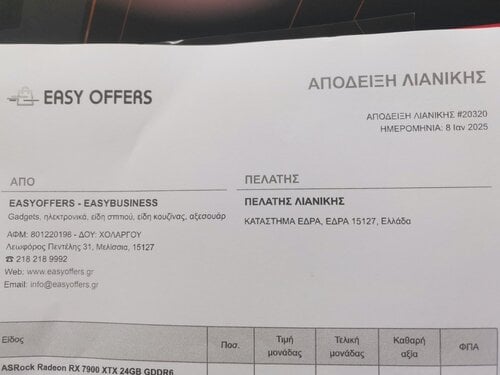 EASY OFFERS
ΑΠΟΔΕΙΞΗ ΛΙΑΝΙΚΗΣ
ΑΠΟΔΕΙΞΗ ΛΙΑΝΙΚΗΣ #20320
ΗΜΕΡΟΜΗΝΙΑ: 8 Ιαν 2025
ΑΠΟ
EASYOFFERS - EASYBUSINESS
Gadgets, ηλεκτρονικά, είδη σπιτιού, είδη κουζίνας, αξεσουάρ
ΑΦΜ: 801220198 - ΔΟΥ: ΧΟΛΑΡΓΟΥ
Λεωφόρος Πεντέλης 31, Μελίσσια, 15127
☎ 218 218 9992
Web: www.easyoffers.gr
Email: info@easyoffers.gr
ΠΕΛΑΤΗΣ
ΠΕΛΑΤΗΣ ΛΙΑΝΙΚΗΣ
ΚΑΤΑΣΤΗΜΑ ΕΔΡΑ, ΕΔΡΑ 15127, Ελλάδα
Είδος Ποσ. Τιμή μονάδας Τελική μονάδας Καθαρή αξία ΦΠΑ
ASRock Radeon RX 7900 XTX 24GB GDDR6